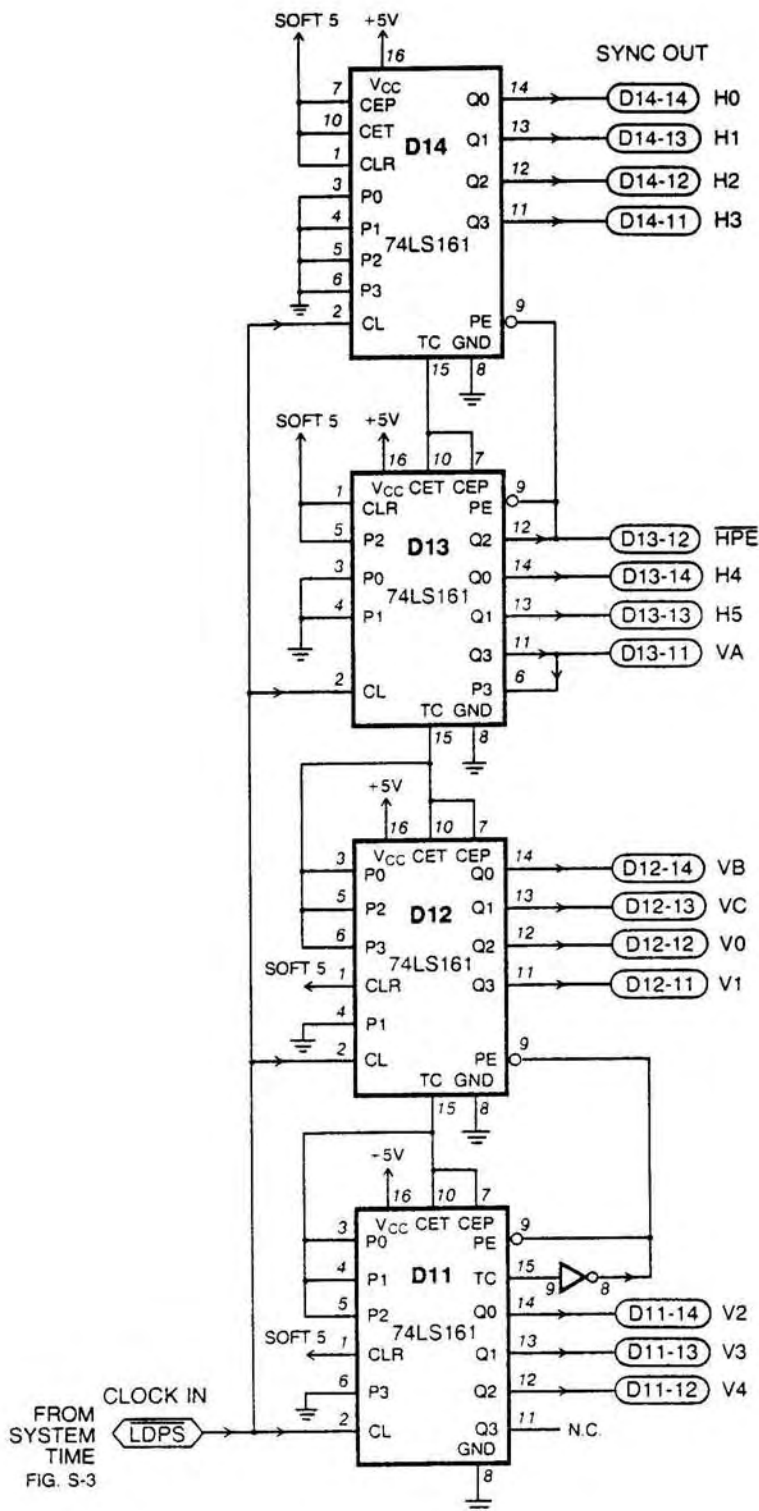 SOFT 5 +5V
16
SYNC OUT
7 VCC CEP Q0 14 D14-14 H0
10 CET D14 Q1 13 D14-13 H1
1 CLR Q2 12 D14-12 H2
3 P0 Q3 11 D14-11 H3
4 P1 74LS161
5 P2
6 P3
2 CL PE 9
TC GND
15 8
SOFT 5 +5V
16 10 7
VCC CET CEP 9
1 CLR PE
5 P2 D13 Q2 12 D13-12 HPE
3 P0 Q0 14 D13-14 H4
4 P1 74LS161 Q1 13 D13-13 H5
Q3 11 D13-11 VA
2 CL P3 6
TC GND
15 8
+5V
16 10 7
VCC CET CEP
3 P0 Q0 14 D12-14 VB
5 P2 D12 Q1 13 D12-13 VC
6 P3 Q2 12 D12-12 V0
SOFT 5 1 CLR 74LS161 Q3 11 D12-11 V1
4 P1
2 CL PE 9
TC GND
15 8
-5V
16 10 7
VCC CET CEP
3 P0 PE 9
4 P1 D11 TC 15 9 8
5 P2 Q0 14 D11-14 V2
SOFT 5 1 CLR 74LS161 Q1 13 D11-13 V3
6 P3 Q2 12 D11-12 V4
2 CL Q3 11 N.C.
GND
8
CLOCK IN
FROM
SYSTEM LDPS
TIME
FIG. S-3